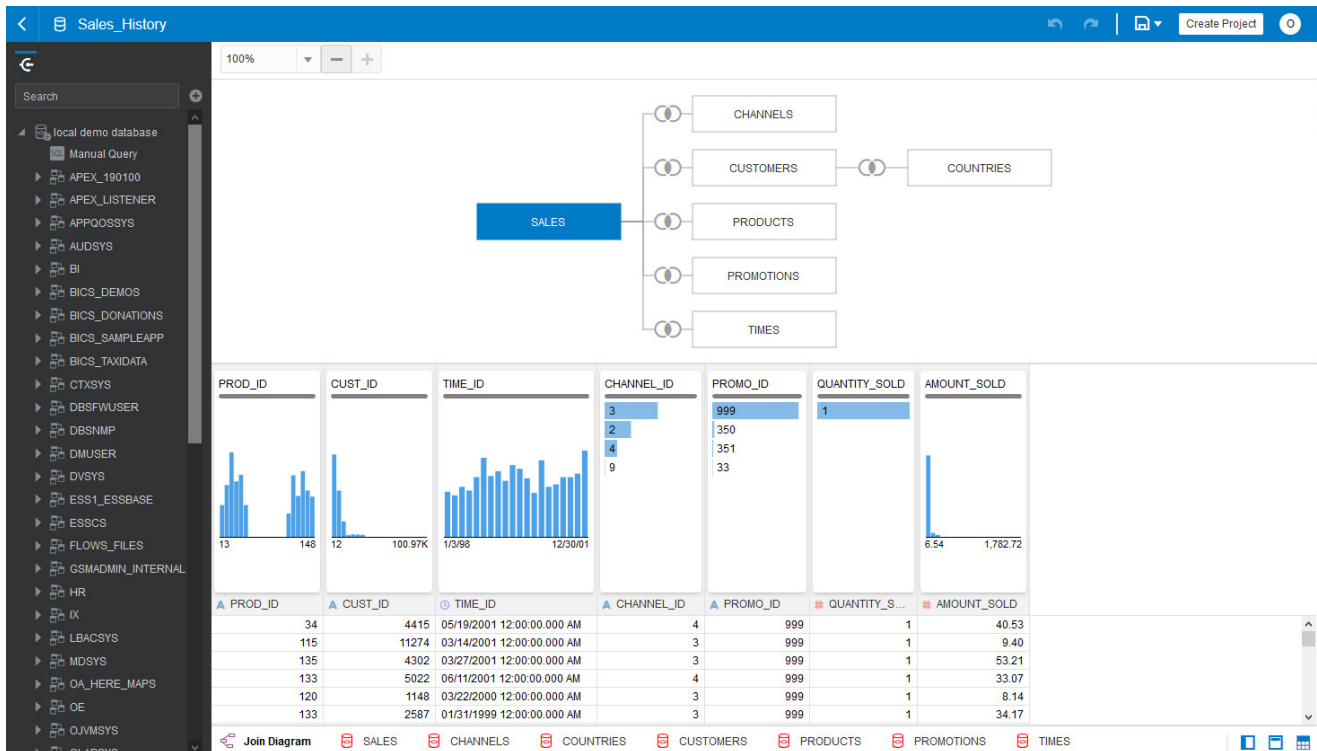 Sales_History
Create Project
O
100%
Search
local demo database
SQL Manual Query
APEX_190100
APEX_LISTENER
APPQOSSYS
AUDSYS
BI
BICS_DEMOS
BICS_DONATIONS
BICS_SAMPLEAPP
BICS_TAXIDATA
CTXSYS
DBSFWUSER
DBSNMP
DMUSER
DVSYS
ESS1_ESSBASE
ESSCS
FLOWS_FILES
GSMADMIN_INTERNAL
HR
IX
LBACSYS
MDSYS
OA_HERE_MAPS
OE
OJVMSYS
CHANNELS
CUSTOMERS
COUNTRIES
SALES
PRODUCTS
PROMOTIONS
TIMES
PROD_ID CUST_ID TIME_ID CHANNEL_ID PROMO_ID QUANTITY_SOLD AMOUNT_SOLD
3 999 1
2 350
4 351
9 33
13 148 12 100.97K 1/3/98 12/30/01 6.54 1,782.72
A PROD_ID A CUST_ID TIME_ID A CHANNEL_ID A PROMO_ID # QUANTITY_S... # AMOUNT_SOLD
34 4415 05/19/2001 12:00:00.000 AM 4 999 1 40.53
115 11274 03/14/2001 12:00:00.000 AM 3 999 1 9.40
135 4302 03/27/2001 12:00:00.000 AM 3 999 1 53.21
133 5022 06/11/2001 12:00:00.000 AM 4 999 1 33.07
120 1148 03/22/2000 12:00:00.000 AM 3 999 1 8.14
133 2587 01/31/1999 12:00:00.000 AM 3 999 1 34.17
Join Diagram SALES CHANNELS COUNTRIES CUSTOMERS PRODUCTS PROMOTIONS TIMES